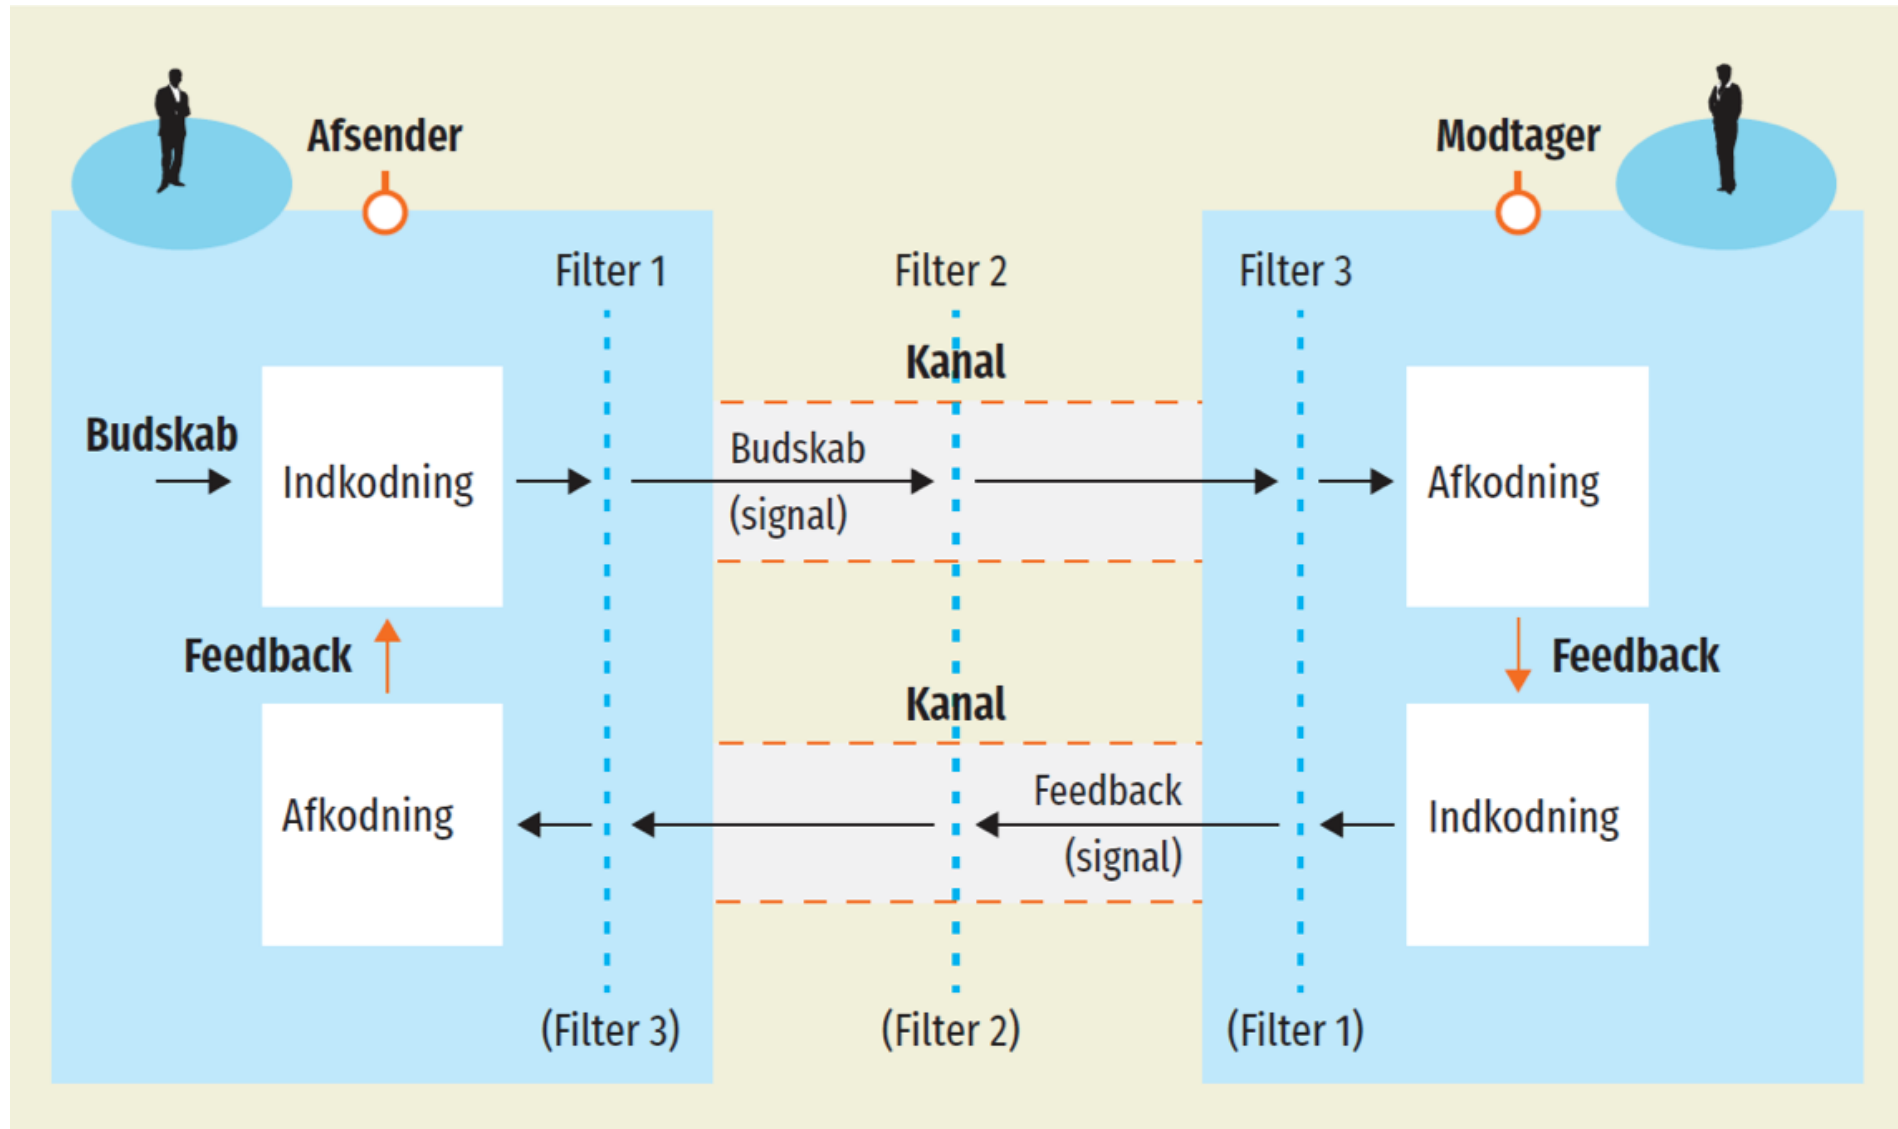 Afsender
Modtager
Filter 1
Filter 2
Filter 3
Kanal
Budskab
Indkodning
Budskab
(signal)
Afkodning
Feedback
Feedback
Kanal
Afkodning
Feedback
(signal)
Indkodning
(Filter 3)
(Filter 2)
(Filter 1)